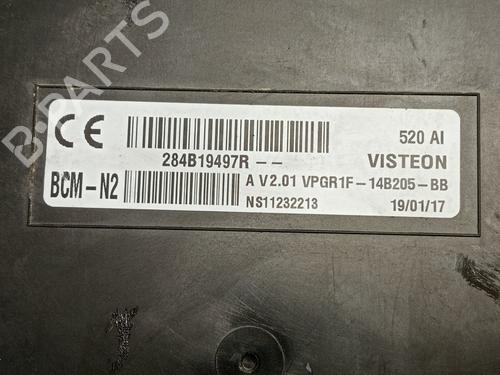 B-PARTS
CE
284B19497R - -
520 AI
VISTEON
BCM-N2
A V2.01 VPGR1F-14B205-BB
NS11232213
19/01/17